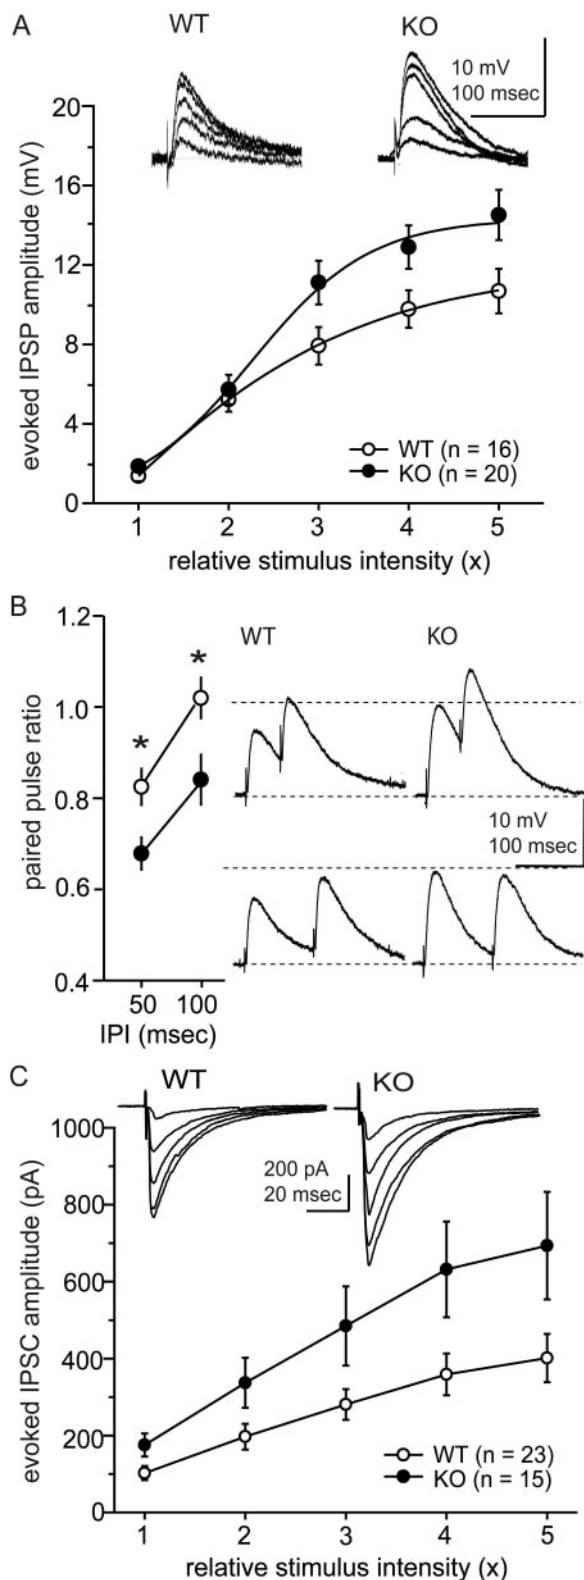 A
WT
KO
10 mV
100 msec
evoked IPSP amplitude (mV)
20
16
12
8
4
0
WT (n = 16)
KO (n = 20)
1 2 3 4 5
relative stimulus intensity (x)
B
paired pulse ratio
1.2
1.0
0.8
0.6
0.4
*
*
50 100
IPI (msec)
WT
KO
10 mV
100 msec
C
WT
KO
200 pA
20 msec
evoked IPSC amplitude (pA)
1000
800
600
400
200
0
WT (n = 23)
KO (n = 15)
1 2 3 4 5
relative stimulus intensity (x)